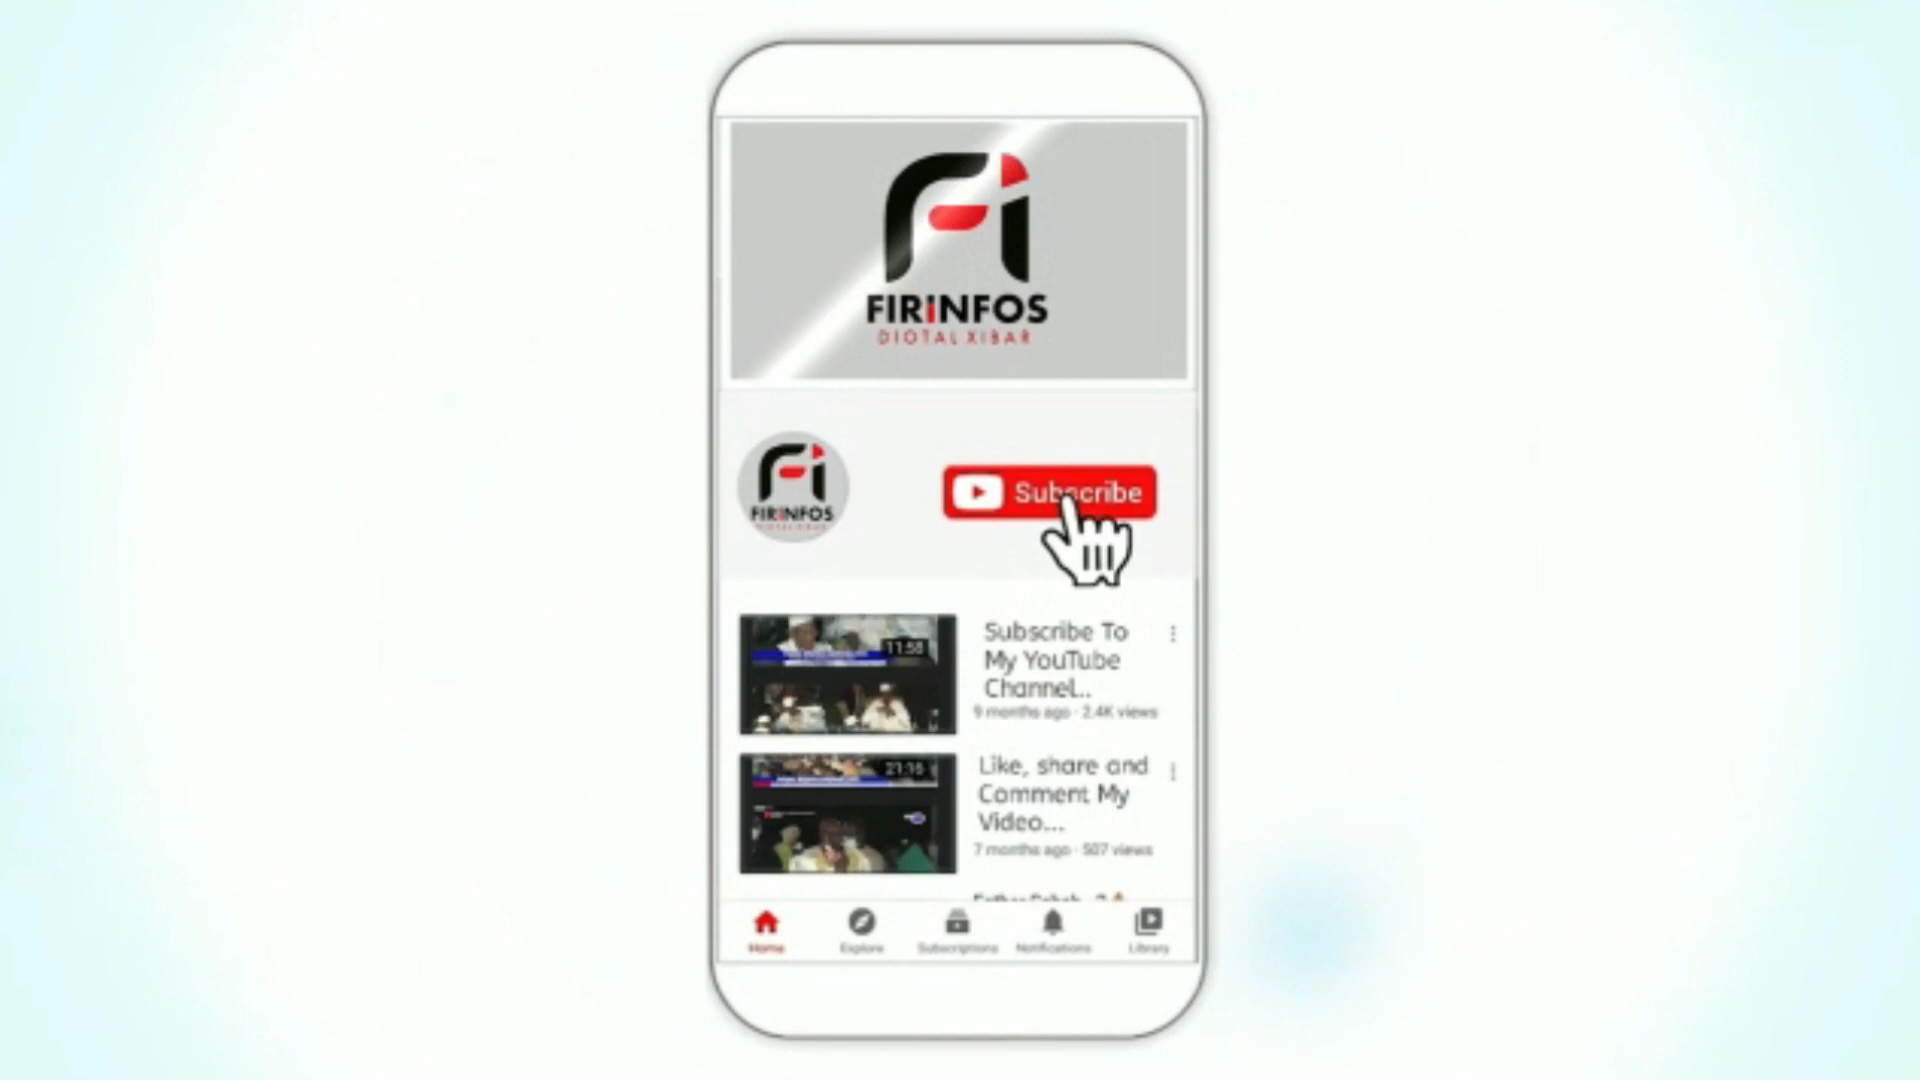 FIRiNFOS
DIOTAL XIBAR
FIRiNFOS
Subscribe
11:58
Subscribe To
My YouTube
Channel..
9 months ago · 2.4K views
21:15
Like, share and
Comment My
Video...
7 months ago · 507 views
Home
Explore
Subscriptions
Notifications
Library